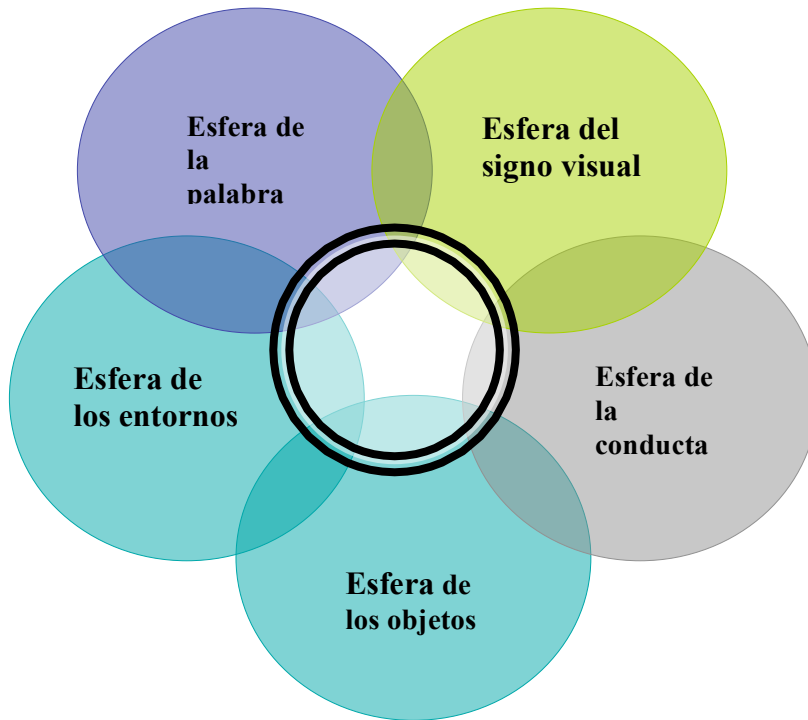 Esfera de
la
palabra
Esfera del
signo visual
Esfera de
los entornos
Esfera de
la
conducta
Esfera de
los objetos